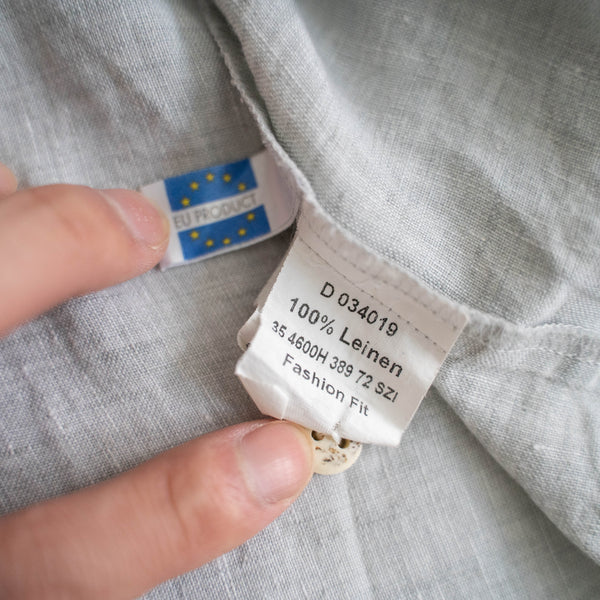 EU PRODUCT
D 034019
100% Leinen
35 4600H 389 72 SZI
Fashion Fit